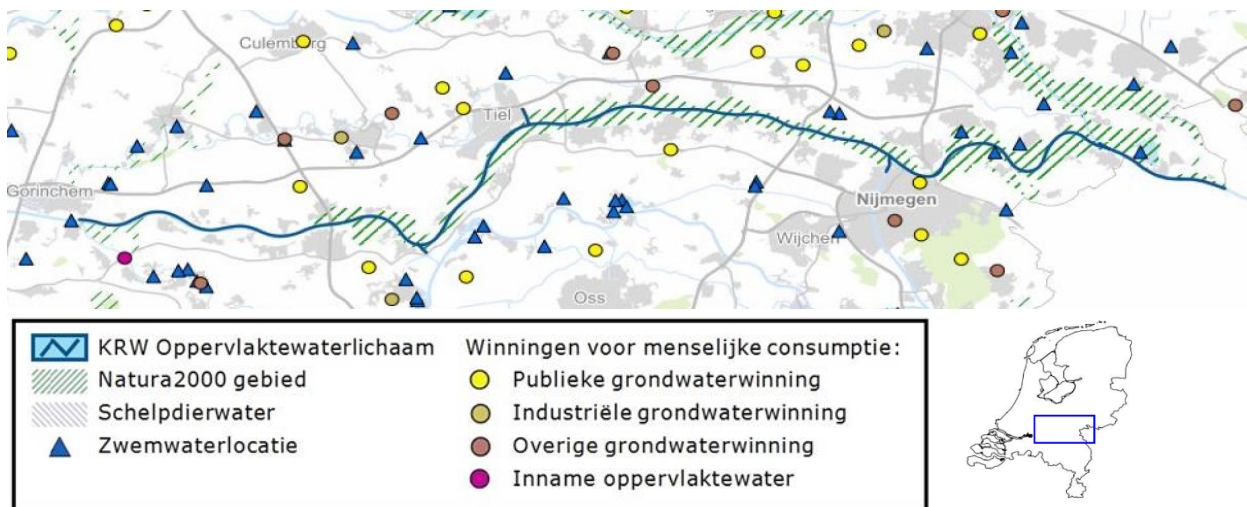 Culemborg
Tiel
Gorinchem
Nijmegen
Wijchen
Oss
KRW Oppervlaktewaterlichaam
Natura2000 gebied
Schelpdierwater
Zwemwaterlocatie
Winningen voor menselijke consumptie:
Publieke grondwaterwinning
Industriële grondwaterwinning
Overige grondwaterwinning
Inname oppervlaktewater